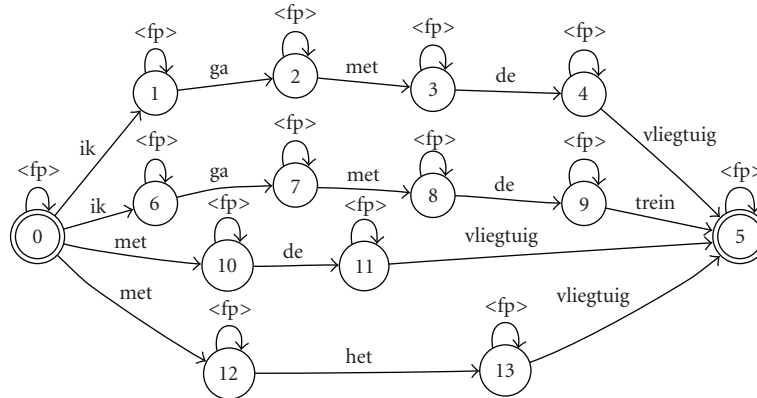 <fp> <fp> <fp> <fp>
1 ga 2 met 3 de 4
ik vliegtuig
<fp> <fp> <fp> <fp> <fp> <fp>
ik 6 ga 7 met 8 de 9 trein
0 <fp> <fp> 5
met 10 de 11 vliegtuig
met <fp> <fp> vliegtuig
12 het 13